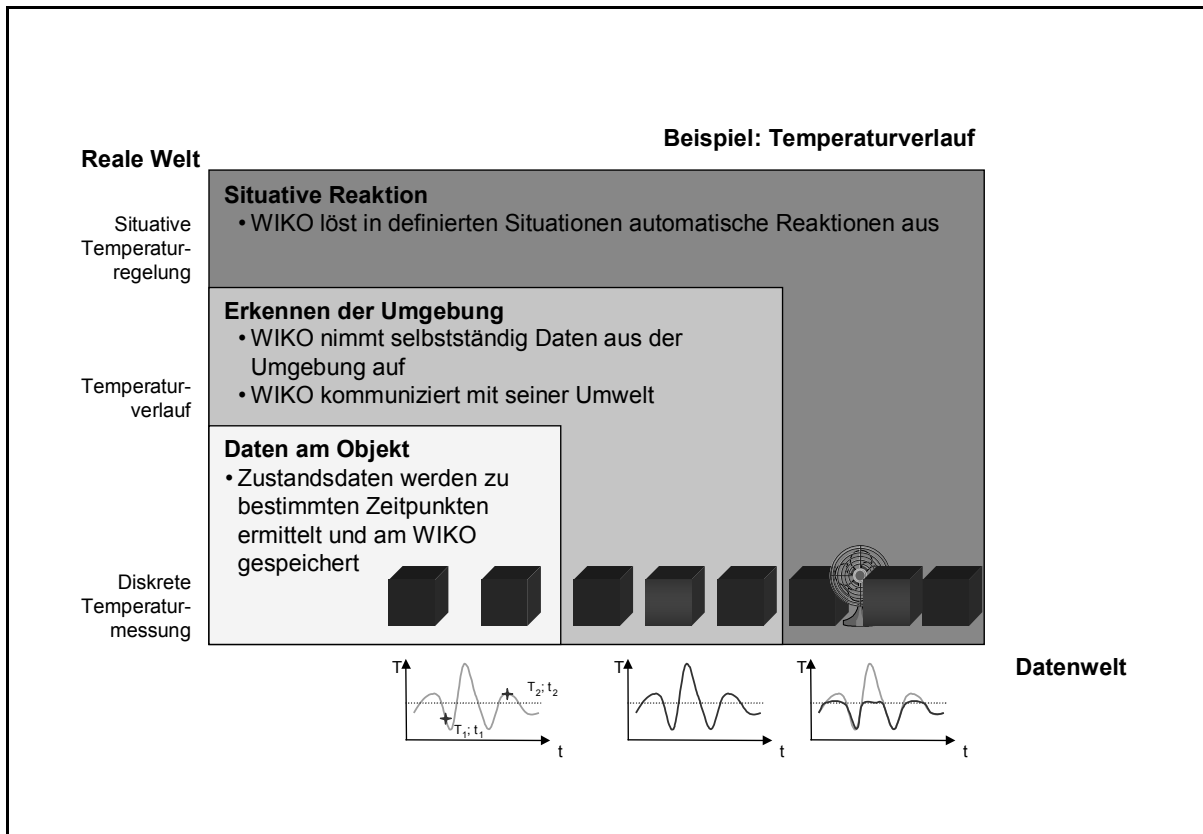 Beispiel: Temperaturverlauf
Reale Welt
Situative Reaktion
• WIKO löst in definierten Situationen automatische Reaktionen aus
Situative
Temperatur-
regelung
Erkennen der Umgebung
• WIKO nimmt selbstständig Daten aus der
Umgebung auf
• WIKO kommuniziert mit seiner Umwelt
Temperatur-
verlauf
Daten am Objekt
• Zustandsdaten werden zu
bestimmten Zeitpunkten
ermittelt und am WIKO
gespeichert
Diskrete
Temperatur-
messung
Datenwelt
T
T₂; t₂
T₁; t₁
t
T
t
T
t